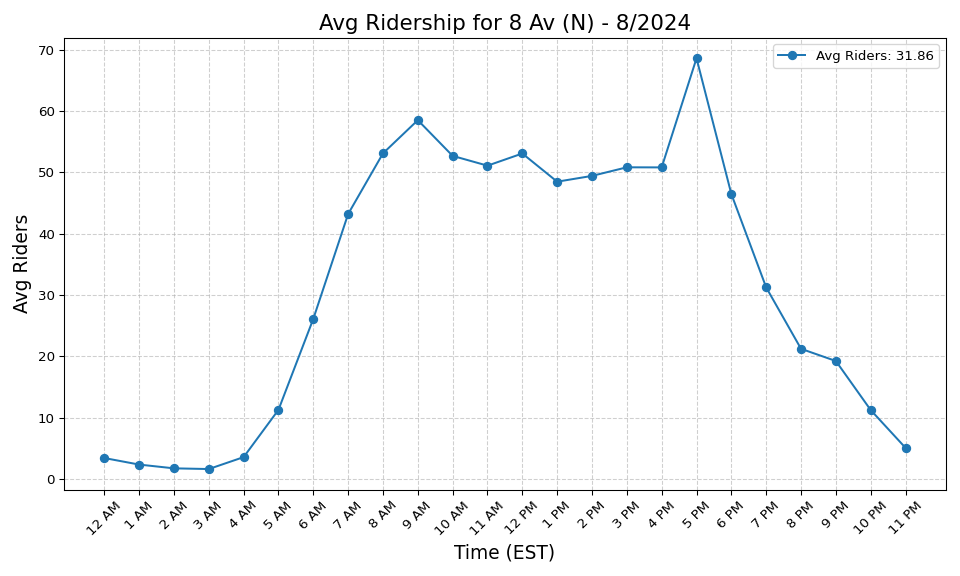 Avg Ridership for 8 Av (N) - 8/2024
Avg Riders: 31.86
Avg Riders
70
60
50
40
30
20
10
0
12 AM 1 AM 2 AM 3 AM 4 AM 5 AM 6 AM 7 AM 8 AM 9 AM 10 AM 11 AM 12 PM 1 PM 2 PM 3 PM 4 PM 5 PM 6 PM 7 PM 8 PM 9 PM 10 PM 11 PM
Time (EST)